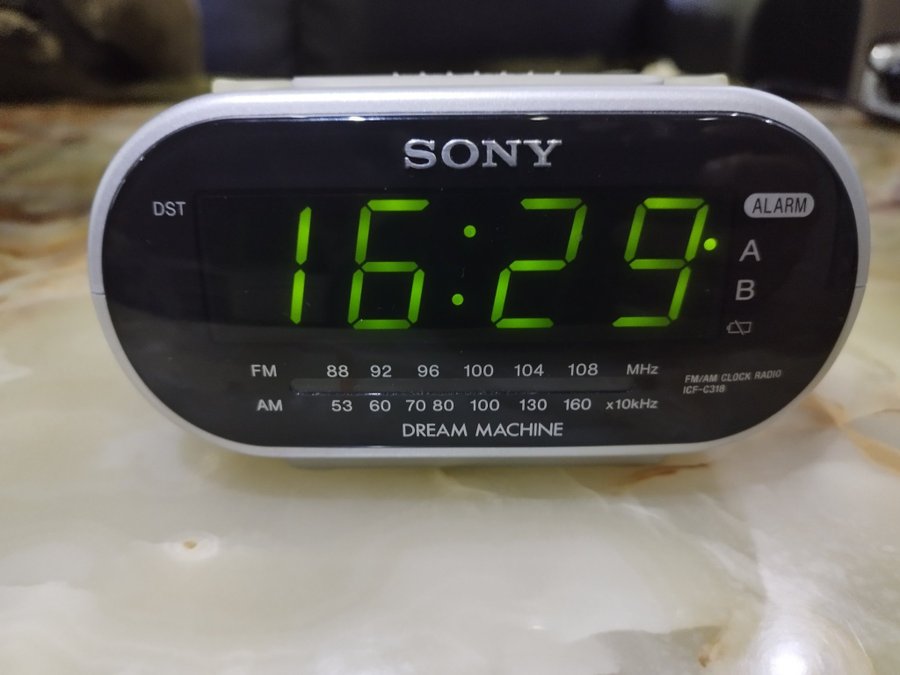 SONY
DST
16:29
ALARM
A
B
FM 88 92 96 100 104 108 MHz
AM 53 60 70 80 100 130 160 x10kHz
FM/AM CLOCK RADIO
ICF-C318
DREAM MACHINE